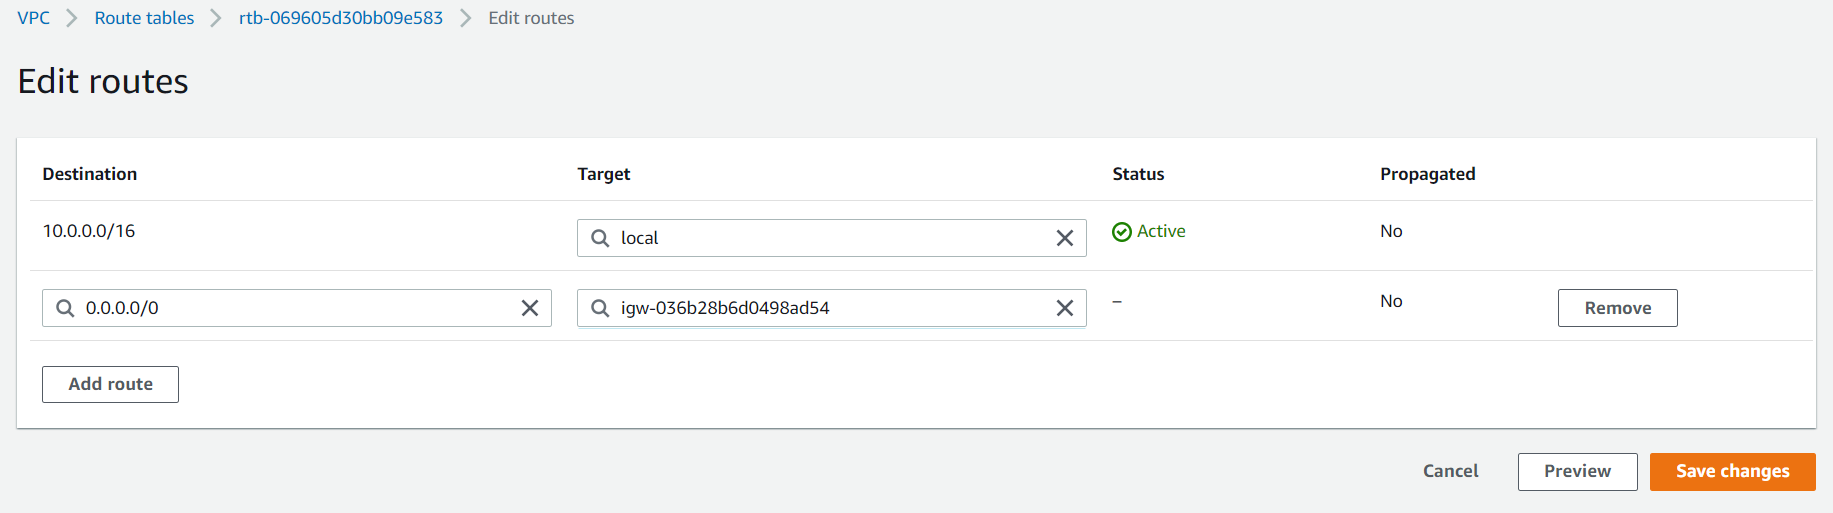 VPC > Route tables > rtb-069605d30bb09e583 > Edit routes
Edit routes
Destination Target Status Propagated
10.0.0.0/16 local Active No
0.0.0.0/0 igw-036b28b6d0498ad54 – No Remove
Add route
Cancel Preview Save changes